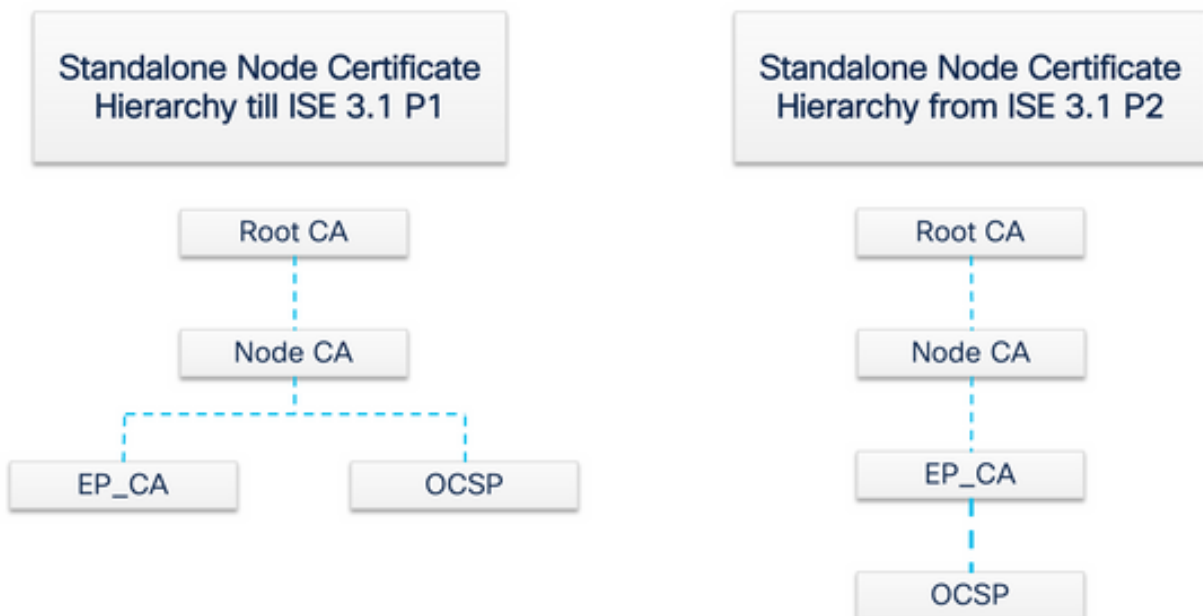 Standalone Node Certificate
Hierarchy till ISE 3.1 P1
Root CA
Node CA
EP_CA
OCSP
Standalone Node Certificate
Hierarchy from ISE 3.1 P2
Root CA
Node CA
EP_CA
OCSP